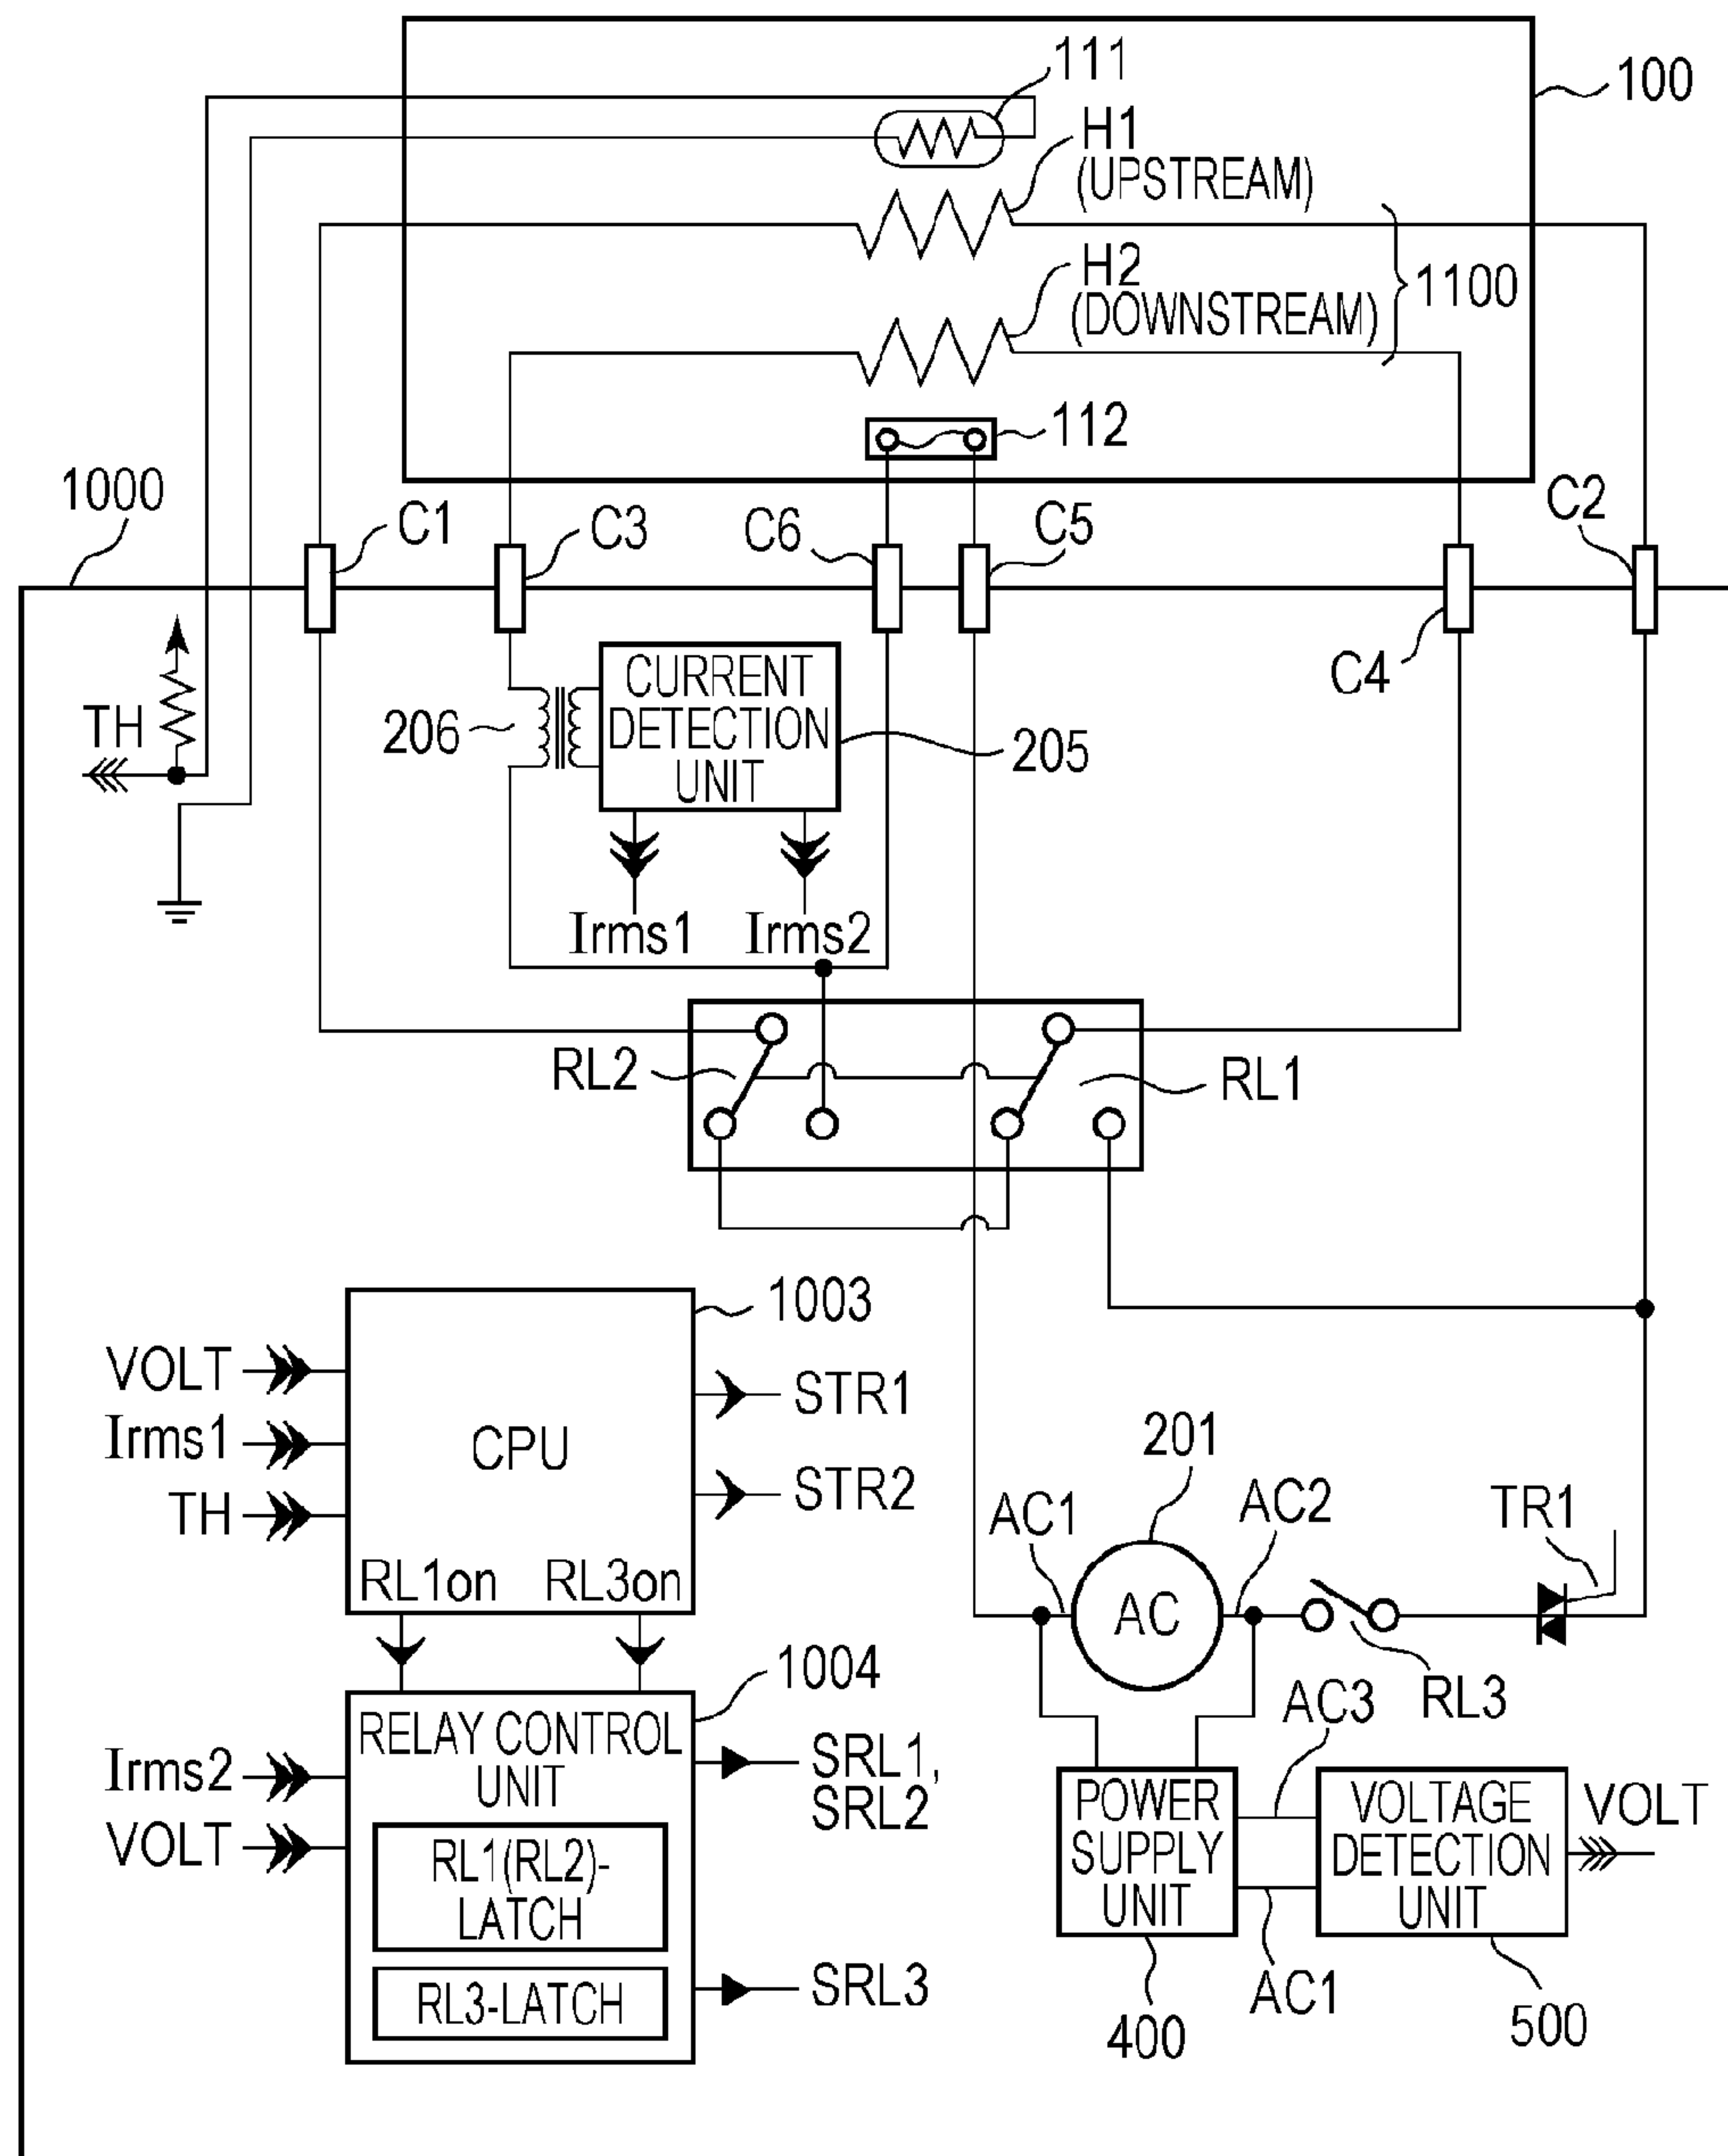 111
100
H1
(UPSTREAM)
H2
(DOWNSTREAM)
1100
112
1000
C1
C3
C6
C5
C2
C4
TH
206
CURRENT
DETECTION
UNIT
205
Irms1
Irms2
RL2
RL1
1003
VOLT
Irms1
TH
CPU
STR1
STR2
RL1on
RL3on
201
AC1
AC
AC2
TR1
RL3
1004
RELAY CONTROL
UNIT
Irms2
VOLT
SRL1,
SRL2
RL1(RL2)-
LATCH
RL3-LATCH
SRL3
AC3
POWER
SUPPLY
UNIT
VOLTAGE
DETECTION
UNIT
VOLT
AC1
400
500